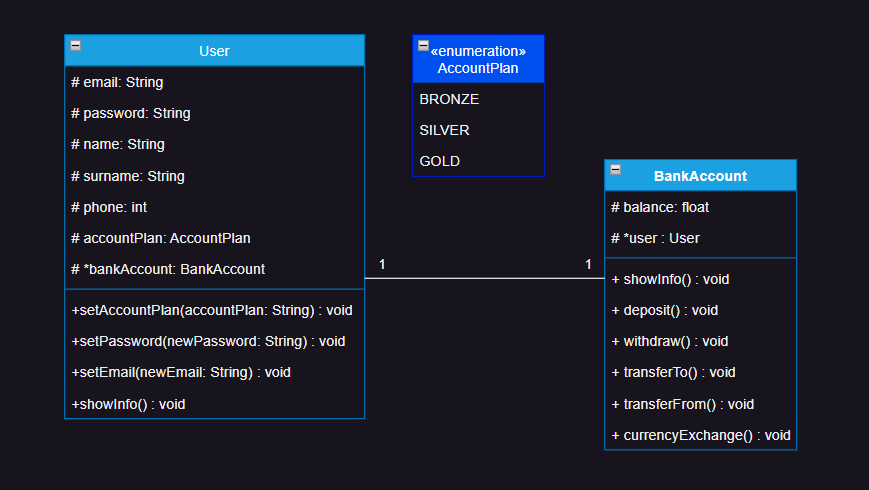 User
# email: String
# password: String
# name: String
# surname: String
# phone: int
# accountPlan: AccountPlan
# *bankAccount: BankAccount
+setAccountPlan(accountPlan: String) : void
+setPassword(newPassword: String) : void
+setEmail(newEmail: String) : void
+showInfo() : void
«enumeration»
AccountPlan
BRONZE
SILVER
GOLD
1
1
BankAccount
# balance: float
# *user : User
+ showInfo() : void
+ deposit() : void
+ withdraw() : void
+ transferTo() : void
+ transferFrom() : void
+ currencyExchange() : void